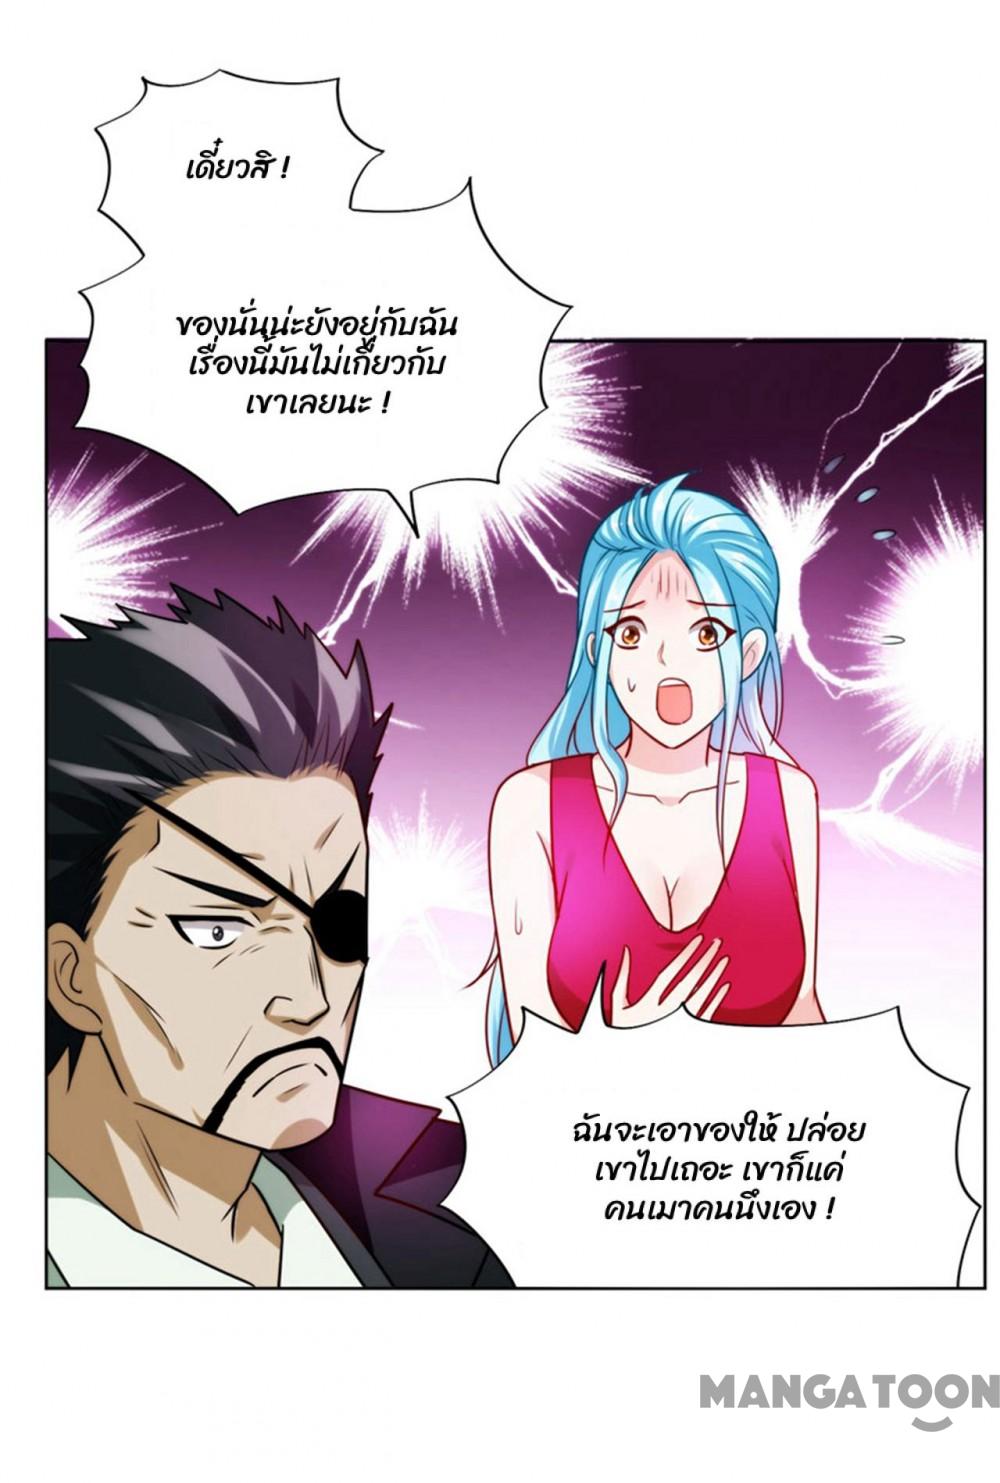 เดี๋ยวสิ !
ของนั่นน่ะยังอยู่กับฉัน
เรื่องนี้มันไม่เกี่ยวกับ
เขาเลยนะ !
ฉันจะเอาของให้ ปล่อย
เขาไปเถอะ เขาก็แค่
คนเมาคนนึงเอง !
MANGATOON